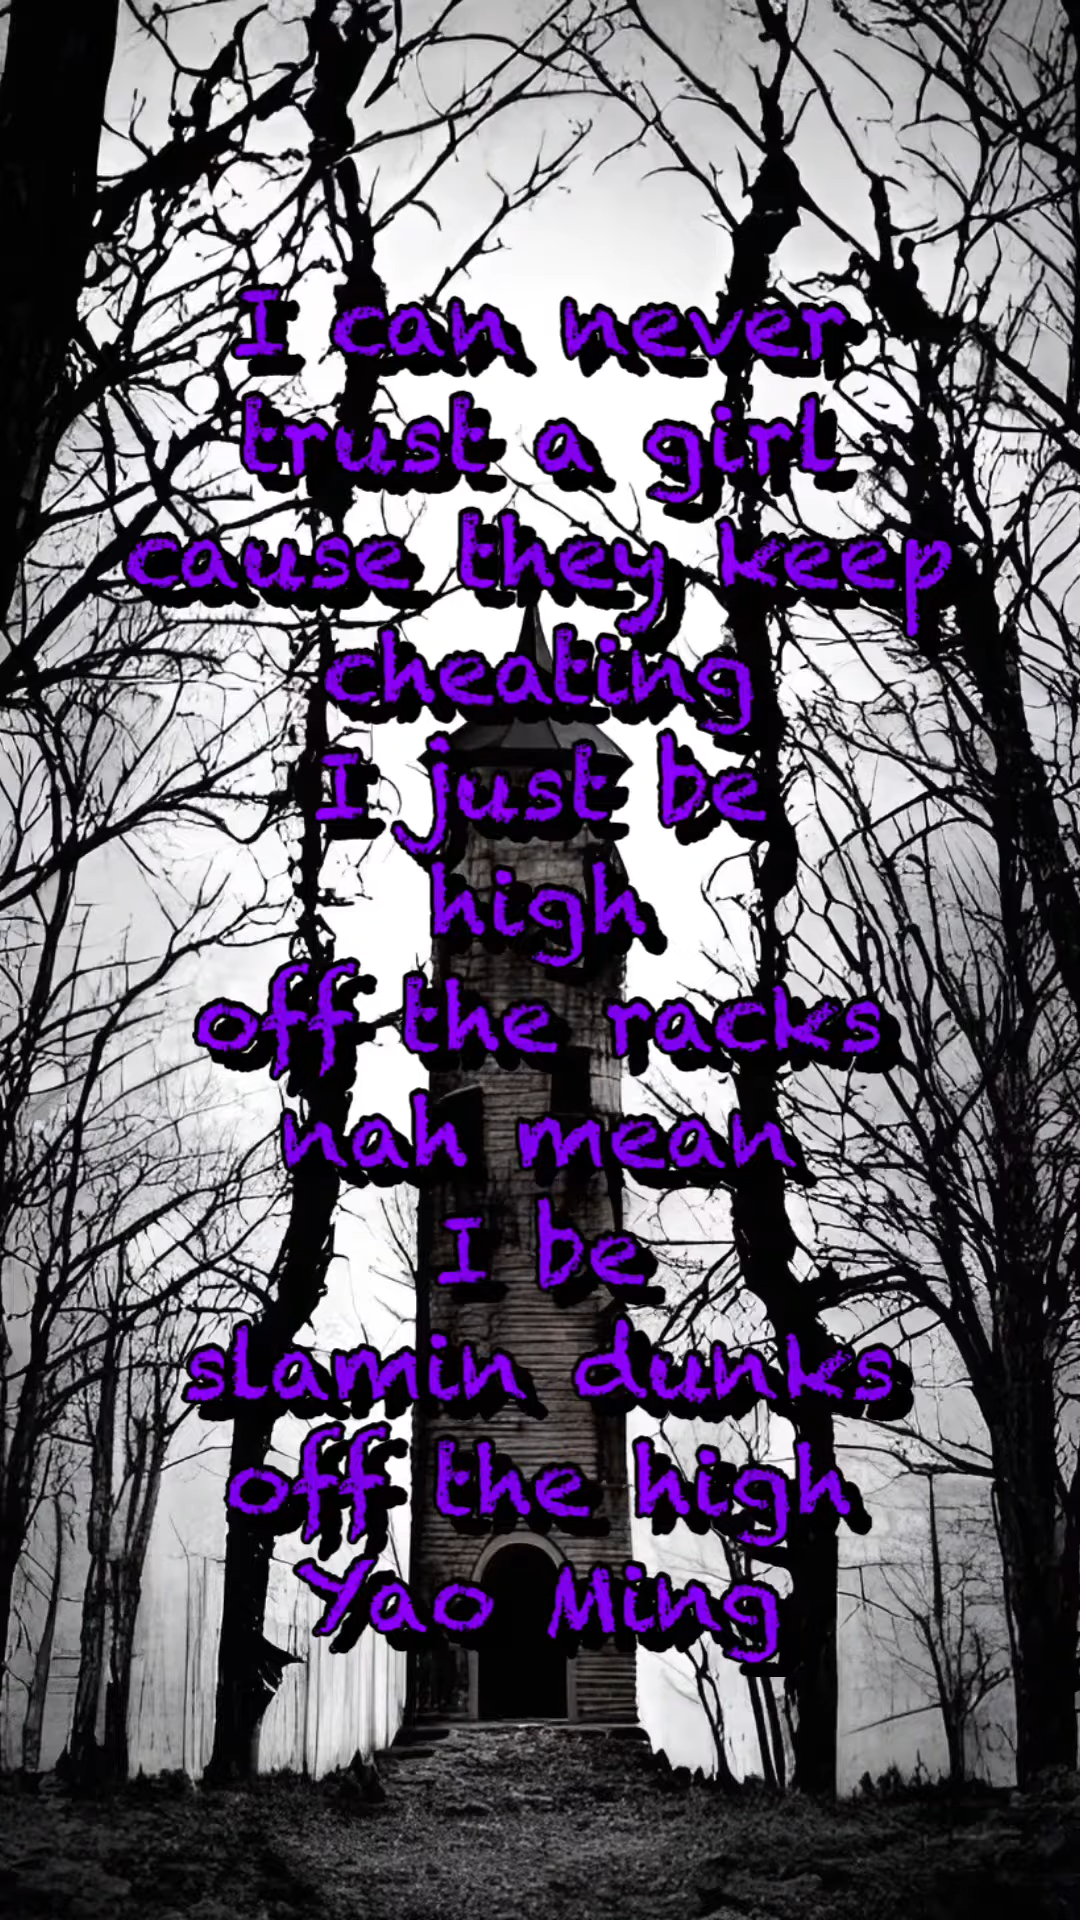 I can never
trust a girl
cause they keep
cheating
I just be
high
off the racks
nah mean
I be
slamin dunks
off the high
Yao Ming